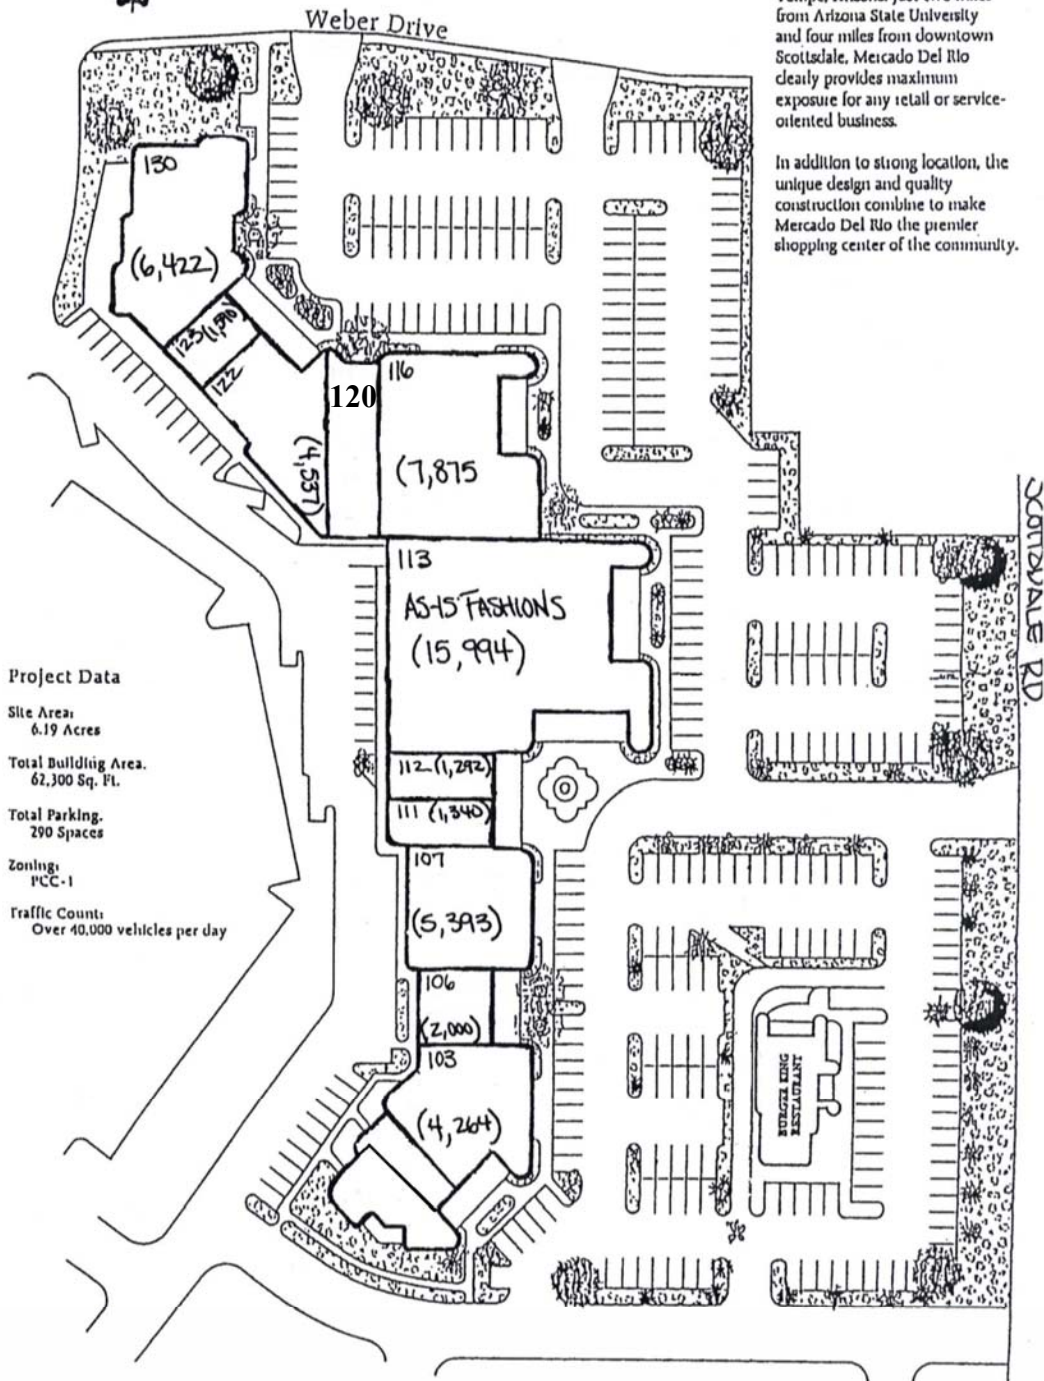 Weber Drive
from Arizona State University
and four miles from downtown
Scottsdale, Mercado Del Rio
clearly provides maximum
exposure for any retail or service-
oriented business.
In addition to strong location, the
unique design and quality
construction combine to make
Mercado Del Rio the premier
shopping center of the community.
130
(6,422)
123 (1,590)
122
(4,537)
120
116
(7,875
113
AS-IS FASHIONS
(15,994)
112 (1,292)
111 (1,340)
107
(5,393)
106
(2,000)
103
(4,264)
SCOTTSDALE RD.
BURGER KING
RESTAURANT
Project Data
Site Area:
6.19 Acres
Total Building Area.
62,300 Sq. Ft.
Total Parking.
290 Spaces
Zoning:
PCC-1
Traffic Count:
Over 40,000 vehicles per day